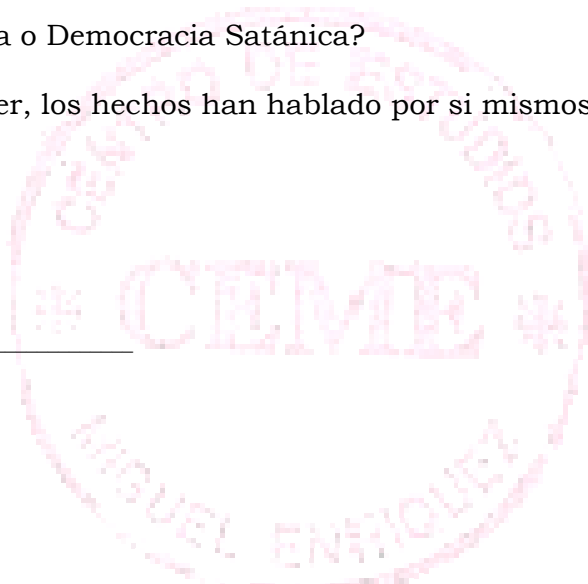 a o Democracia Satánica?
er, los hechos han hablado por si mismos
CENTRO DE ESTUDIOS
CEME
MIGUEL ENRIQUEZ